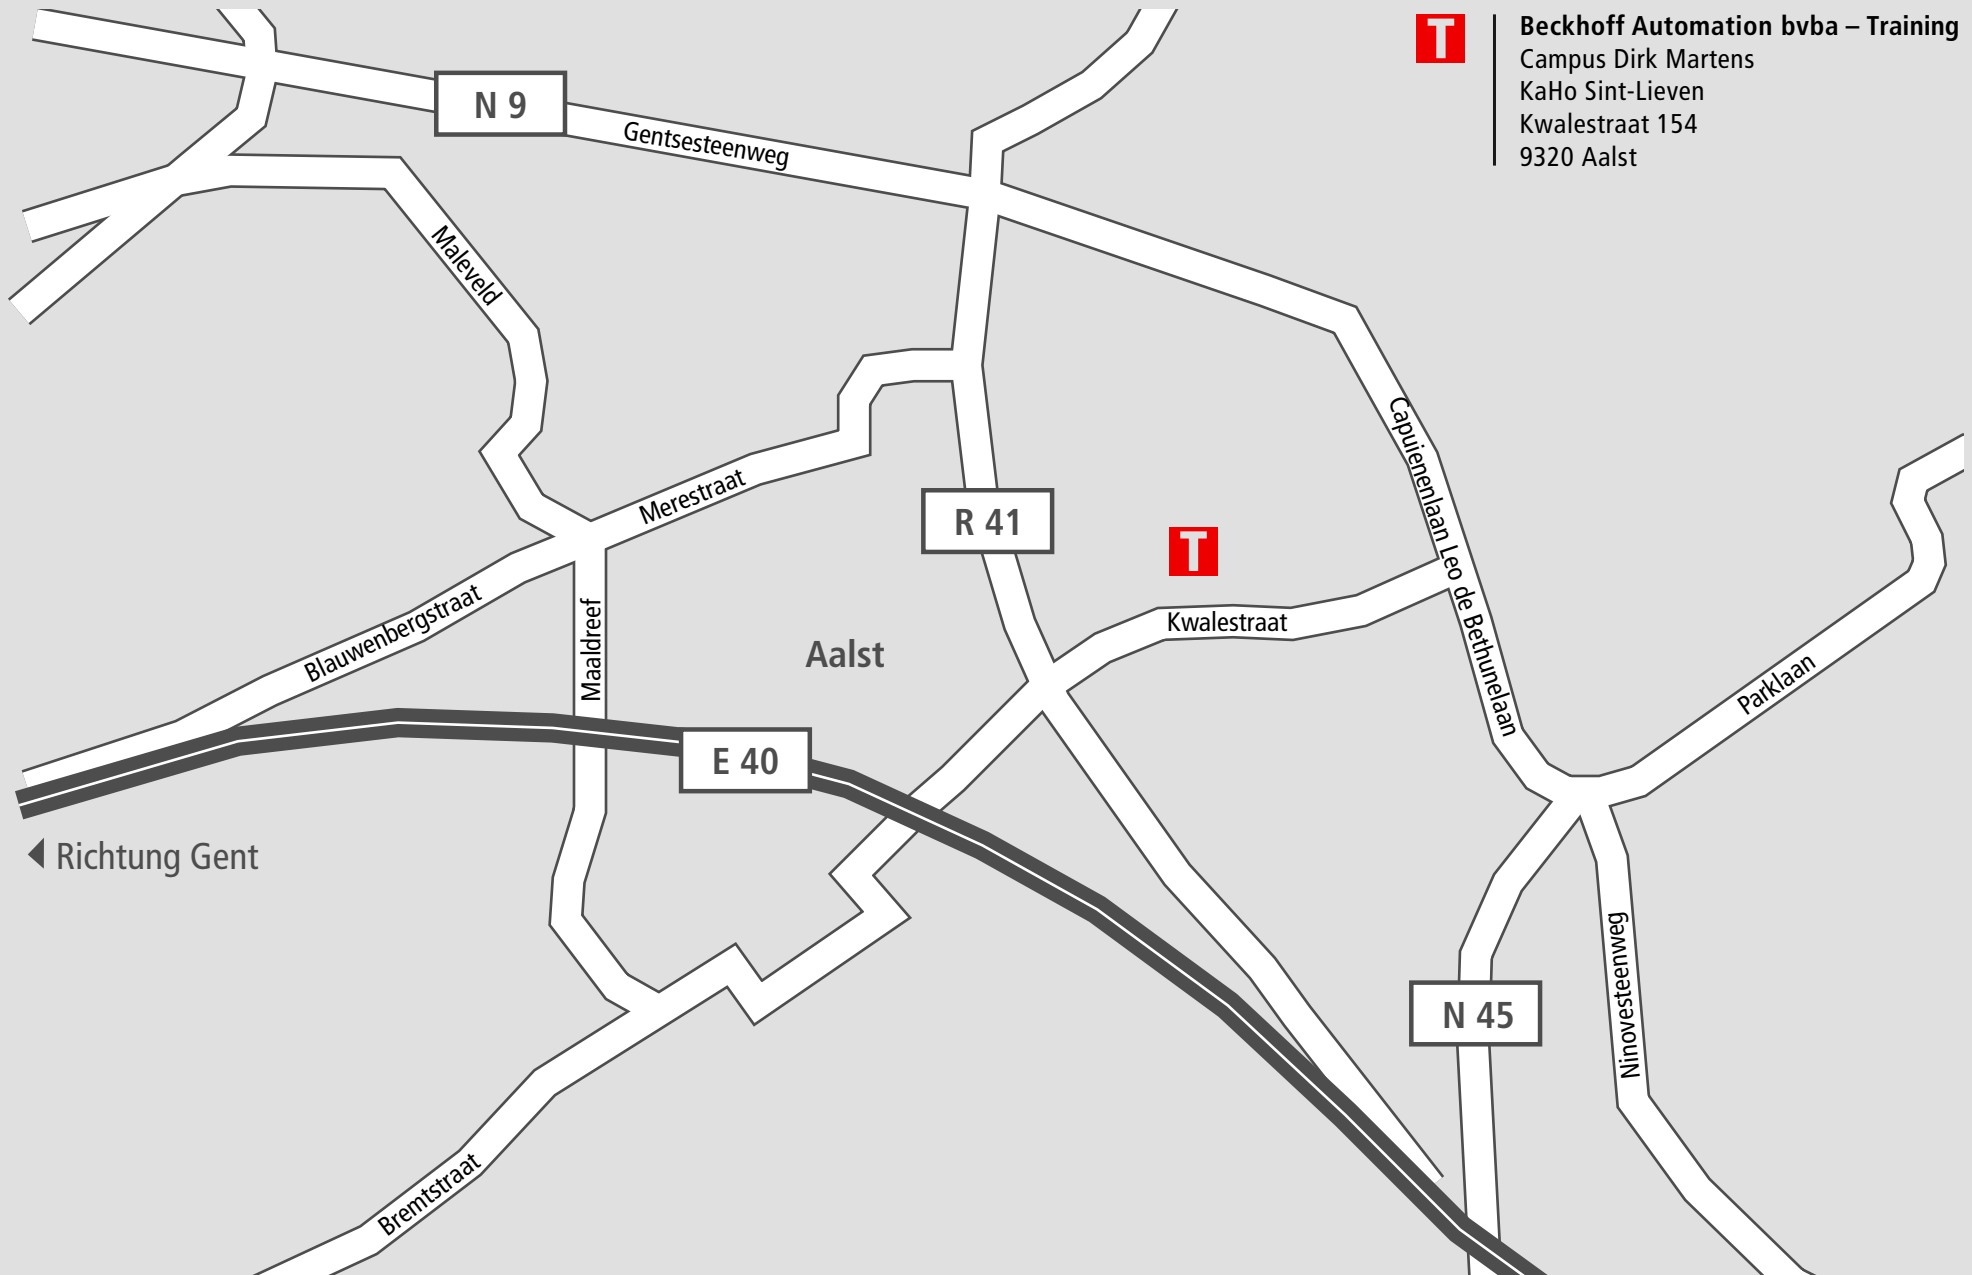 T
Beckhoff Automation bvba – Training
Campus Dirk Martens
KaHo Sint-Lieven
Kwalestraat 154
9320 Aalst
N 9
Gentsesteenweg
Maleveld
Capuienenlaan Leo de Bethunelaan
Merestraat
R 41
T
Blauwenbergstraat
Maaldreef
Kwalestraat
Aalst
Parklaan
E 40
Richtung Gent
N 45
Ninovesteenweg
Bremtstraat